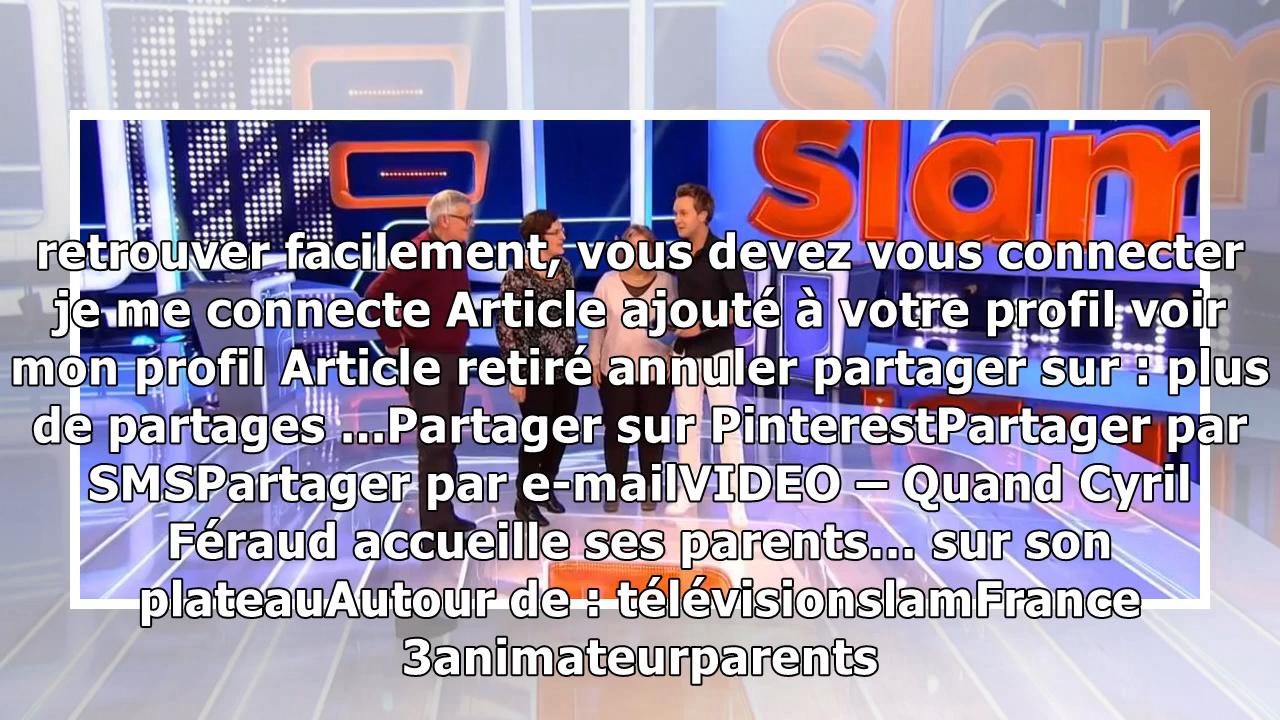 slam
slam
retrouver facilement, vous devez vous connecter
je me connecte Article ajouté à votre profil voir
mon profil Article retiré annuler partager sur : plus
de partages ...Partager sur PinterestPartager par
SMSPartager par e-mailVIDEO – Quand Cyril
Féraud accueille ses parents... sur son
plateauAutour de : télévisionslamFrance
3animateurparents